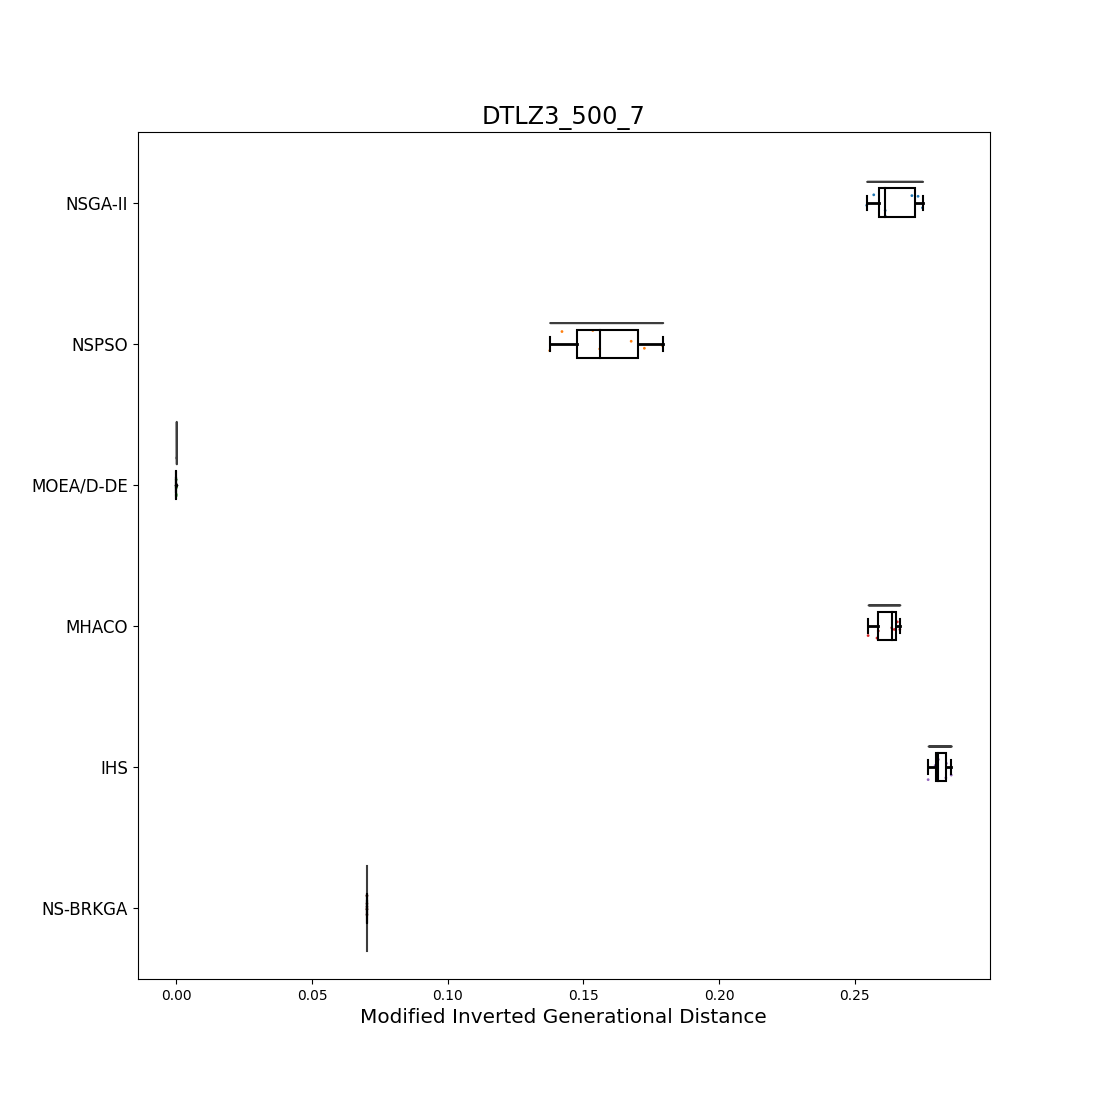 DTLZ3_500_7
NSGA-II
NSPSO
MOEA/D-DE
MHACO
IHS
NS-BRKGA
0.00 0.05 0.10 0.15 0.20 0.25
Modified Inverted Generational Distance